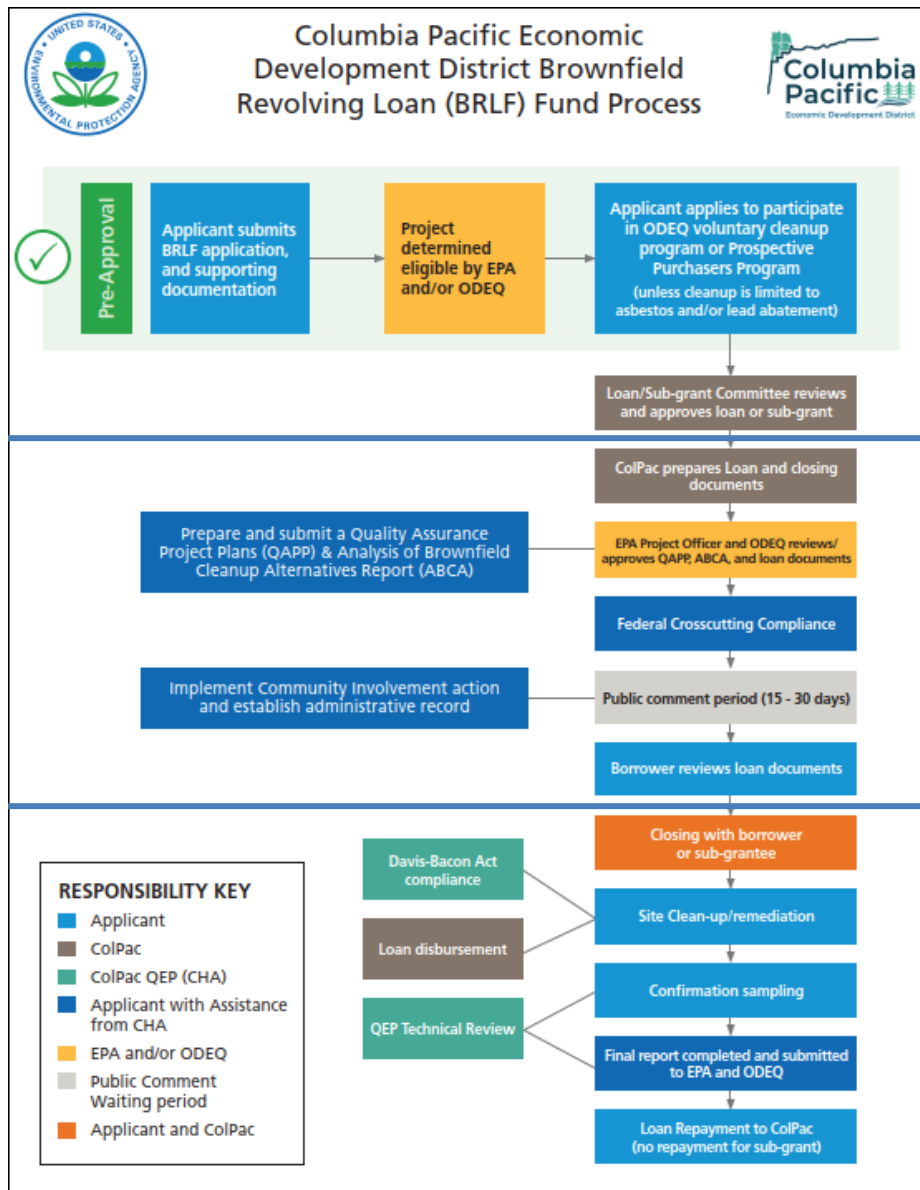 UNITED STATES
ENVIRONMENTAL PROTECTION AGENCY
Columbia Pacific Economic
Development District Brownfield
Revolving Loan (BRLF) Fund Process
Columbia
Pacific
Economic Development District
Pre-Approval
Applicant submits
BRLF application,
and supporting
documentation
Project
determined
eligible by EPA
and/or ODEQ
Applicant applies to participate
in ODEQ voluntary cleanup
program or Prospective
Purchasers Program
(unless cleanup is limited to
asbestos and/or lead abatement)
Loan/Sub-grant Committee reviews
and approves loan or sub-grant
ColPac prepares Loan and closing
documents
Prepare and submit a Quality Assurance
Project Plans (QAPP) & Analysis of Brownfield
Cleanup Alternatives Report (ABCA)
EPA Project Officer and ODEQ reviews/
approves QAPP, ABCA, and loan documents
Federal Crosscutting Compliance
Implement Community Involvement action
and establish administrative record
Public comment period (15 - 30 days)
Borrower reviews loan documents
Closing with borrower
or sub-grantee
Davis-Bacon Act
compliance
Site Clean-up/remediation
Loan disbursement
Confirmation sampling
QEP Technical Review
Final report completed and submitted
to EPA and ODEQ
Loan Repayment to ColPac
(no repayment for sub-grant)
RESPONSIBILITY KEY
Applicant
ColPac
ColPac QEP (CHA)
Applicant with Assistance
from CHA
EPA and/or ODEQ
Public Comment
Waiting period
Applicant and ColPac